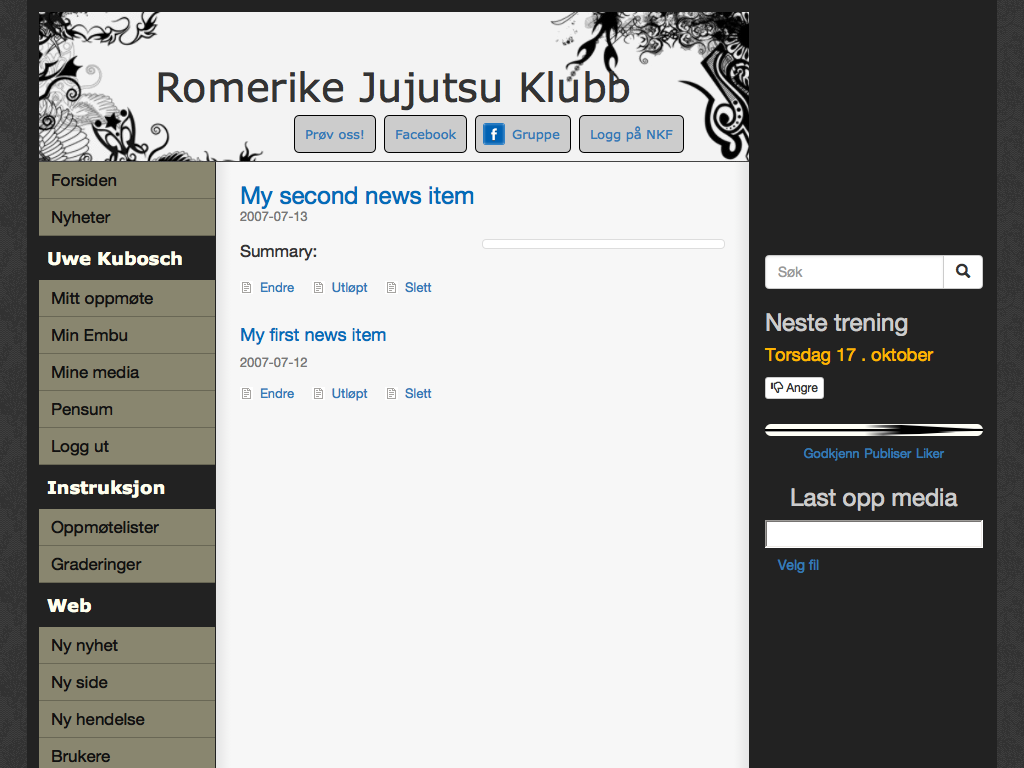 Romerike Jujutsu Klubb
Prøv oss! Facebook f Gruppe Logg på NKF
Forsiden
Nyheter
Uwe Kubosch
Mitt oppmøte
Min Embu
Mine media
Pensum
Logg ut
Instruksjon
Oppmøtelister
Graderinger
Web
Ny nyhet
Ny side
Ny hendelse
Brukere
My second news item
2007-07-13
Summary:
Endre Utløpt Slett
My first news item
2007-07-12
Endre Utløpt Slett
Søk
Neste trening
Torsdag 17 . oktober
Angre
Godkjenn Publiser Liker
Last opp media
Velg fil